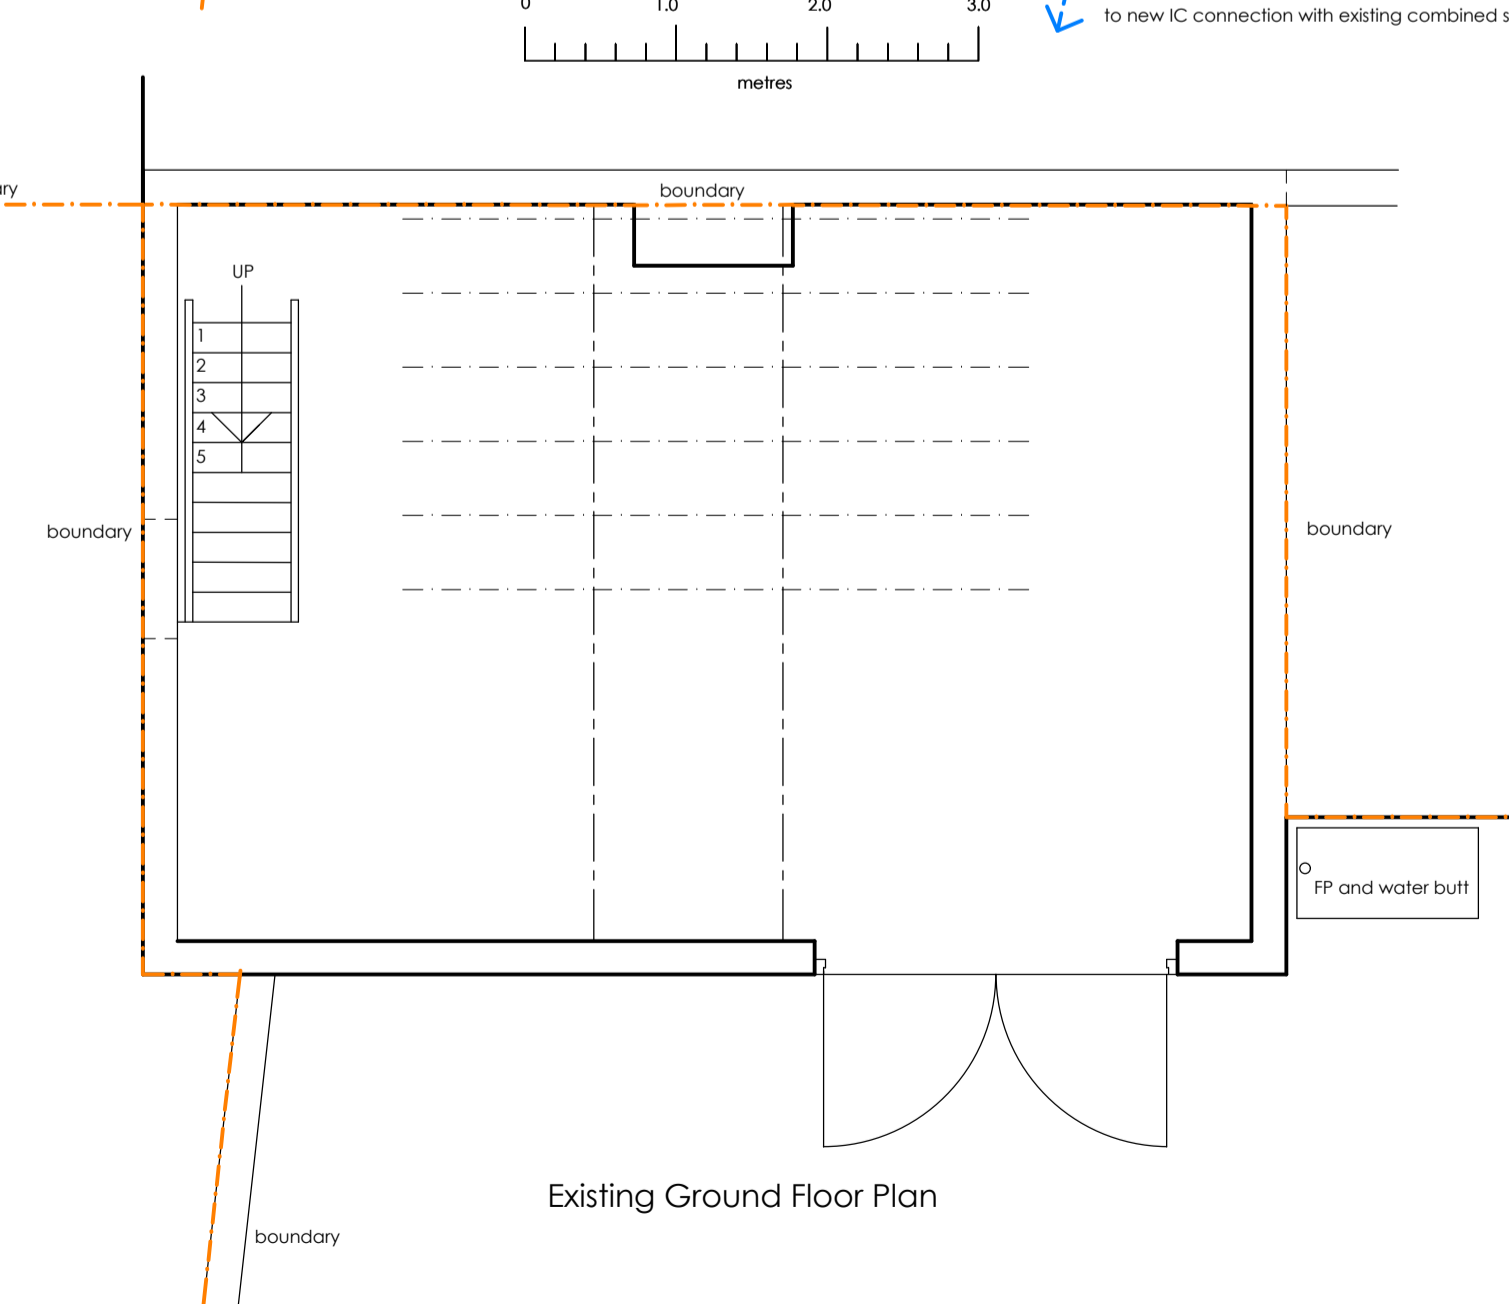 0 1.0 2.0 3.0
metres
to new IC connection with existing combined s
ry
boundary
UP
1
2
3
4
5
boundary
boundary
FP and water butt
Existing Ground Floor Plan
boundary